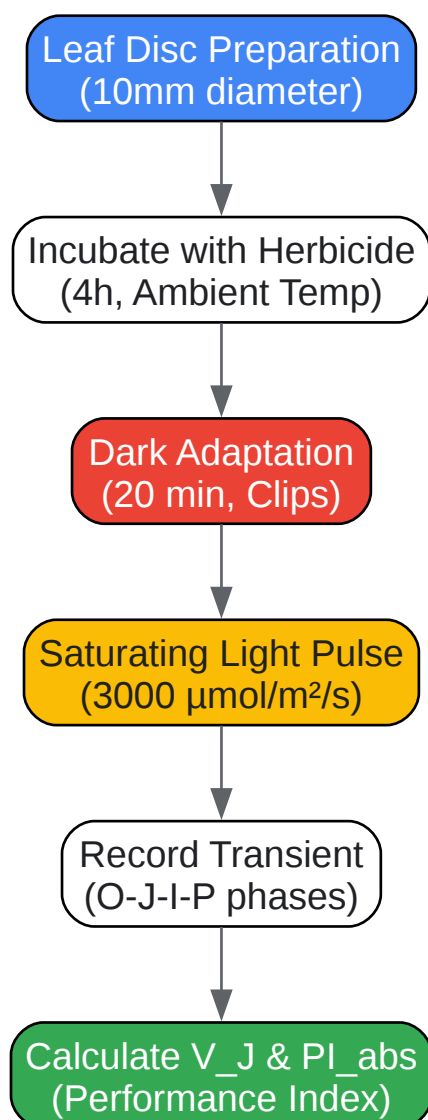 Leaf Disc Preparation
(10mm diameter)
Incubate with Herbicide
(4h, Ambient Temp)
Dark Adaptation
(20 min, Clips)
Saturating Light Pulse
(3000 µmol/m²/s)
Record Transient
(O-J-I-P phases)
Calculate V_J & PI_abs
(Performance Index)